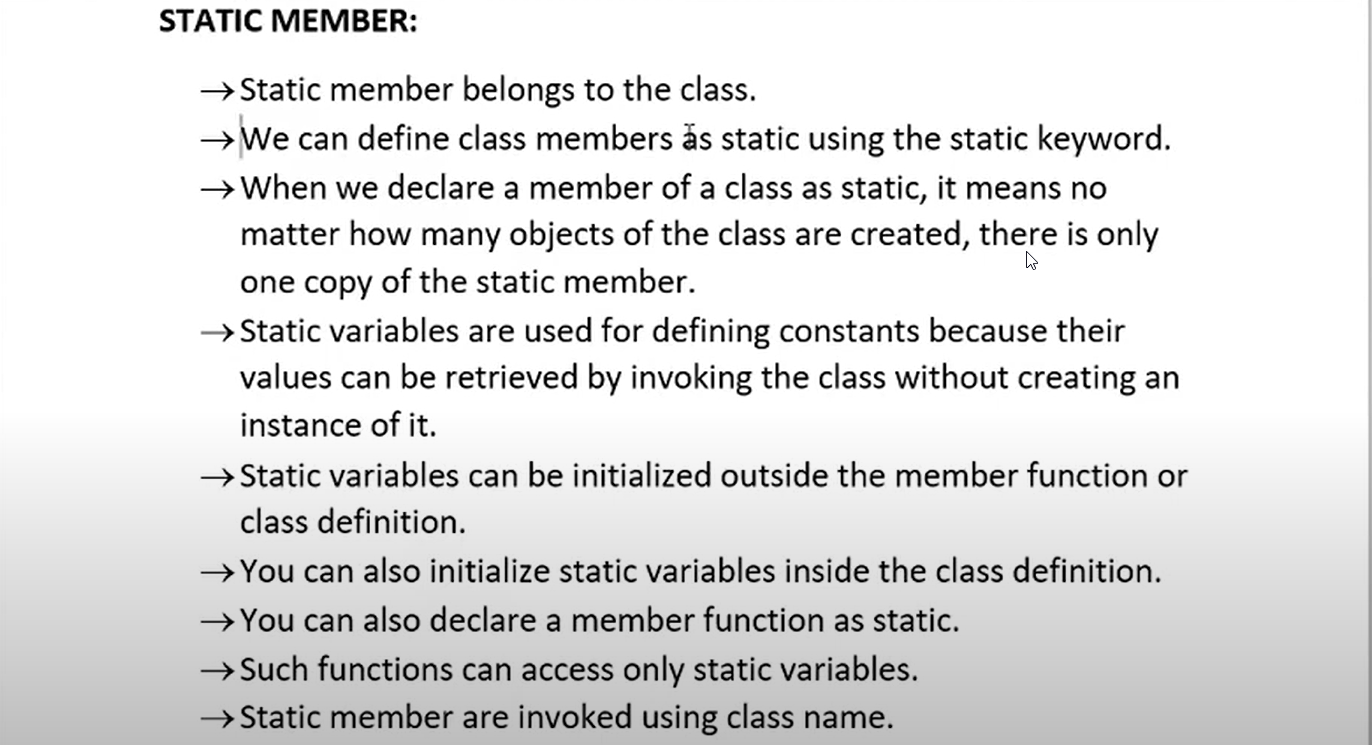 STATIC MEMBER:
→Static member belongs to the class.
→We can define class members as static using the static keyword.
→When we declare a member of a class as static, it means no
matter how many objects of the class are created, there is only
one copy of the static member.
→Static variables are used for defining constants because their
values can be retrieved by invoking the class without creating an
instance of it.
→Static variables can be initialized outside the member function or
class definition.
→You can also initialize static variables inside the class definition.
→You can also declare a member function as static.
→Such functions can access only static variables.
→Static member are invoked using class name.